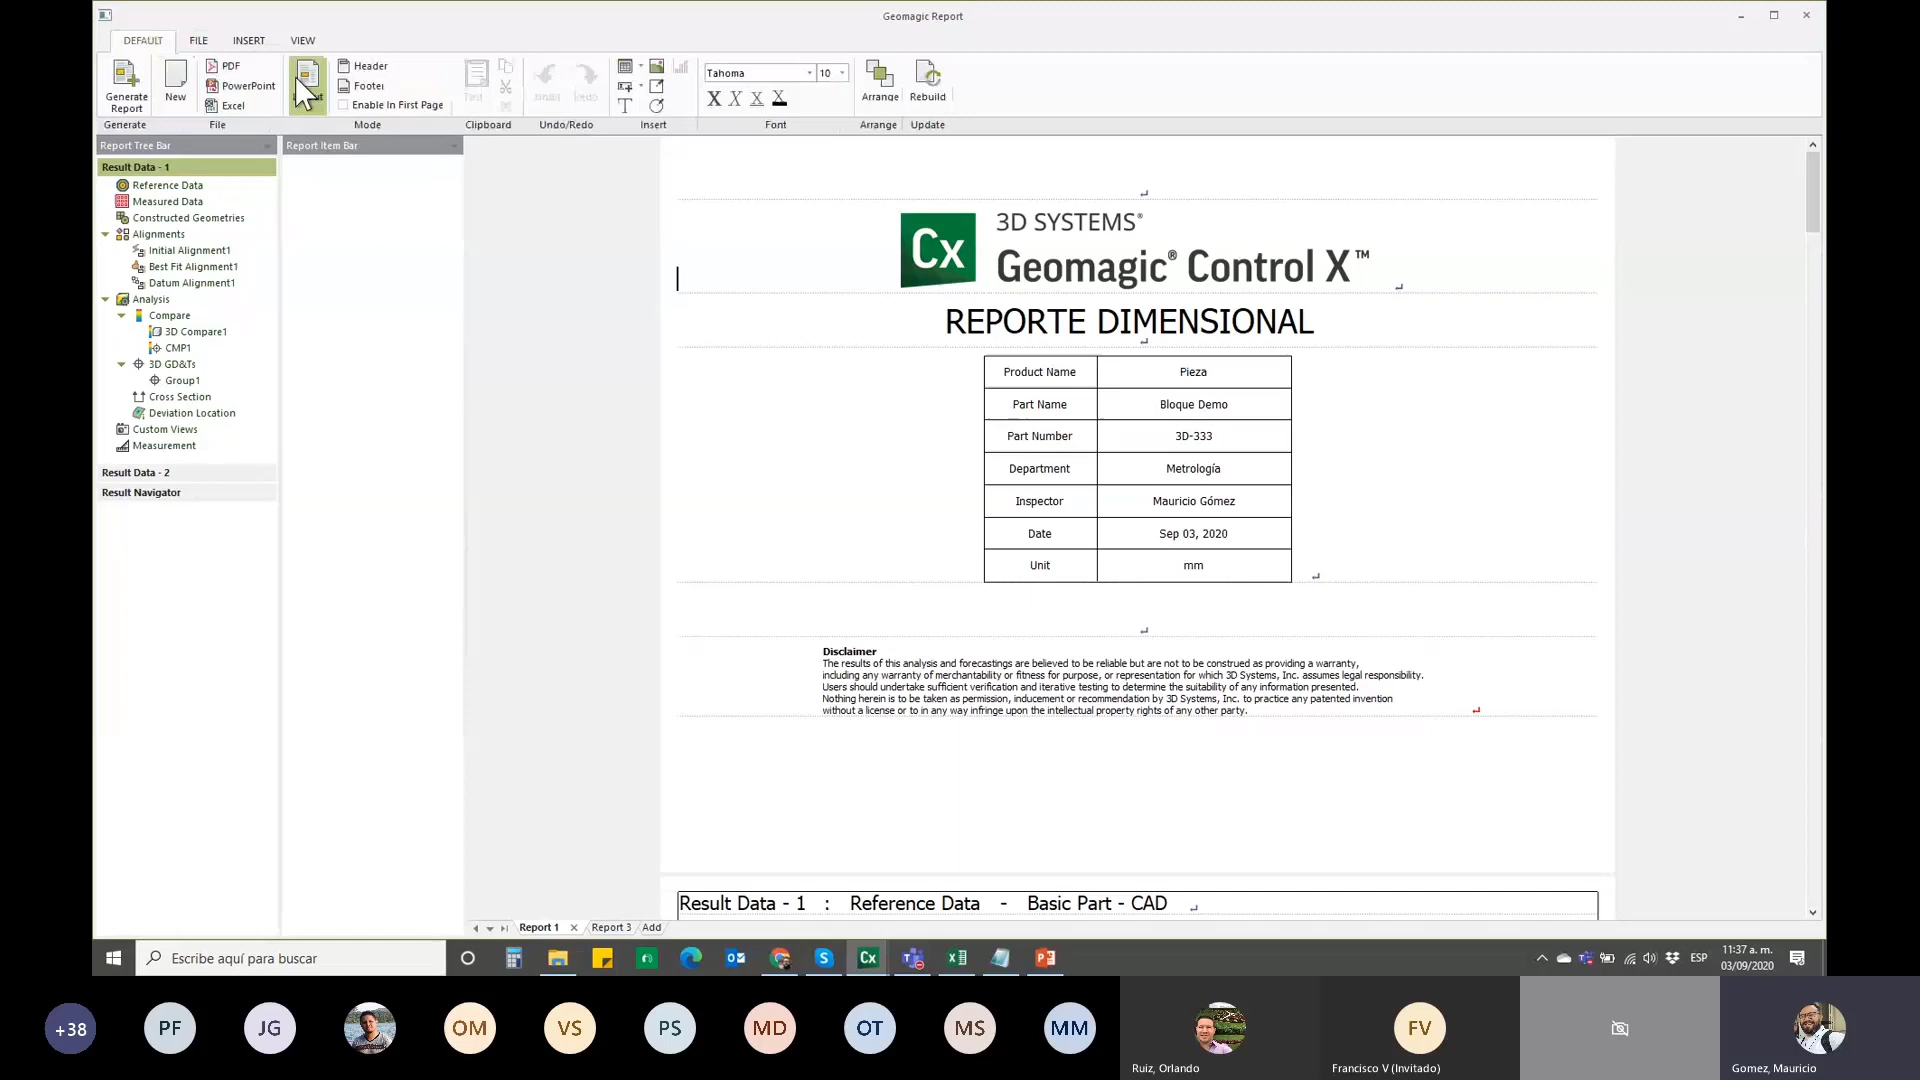 Geomagic Report
DEFAULT FILE INSERT VIEW
Generate Report
New
PDF
PowerPoint
Excel
Header
Footer
Enable In First Page
Tahoma 10
X X X X
Arrange
Rebuild
Generate File Mode Clipboard Undo/Redo Insert Font Arrange Update
Report Tree Bar
Report Item Bar
Result Data - 1
Reference Data
Measured Data
Constructed Geometries
Alignments
Initial Alignment1
Best Fit Alignment1
Datum Alignment1
Analysis
Compare
3D Compare1
CMP1
3D GD&Ts
Group1
Cross Section
Deviation Location
Custom Views
Measurement
Result Data - 2
Result Navigator
Cx
3D SYSTEMS®
Geomagic® Control X™
REPORTE DIMENSIONAL
Product Name Pieza
Part Name Bloque Demo
Part Number 3D-333
Department Metrología
Inspector Mauricio Gómez
Date Sep 03, 2020
Unit mm
Disclaimer
The results of this analysis and forecastings are believed to be reliable but are not to be construed as providing a warranty,
including any warranty of merchantability or fitness for purpose, or representation for which 3D Systems, Inc. assumes legal responsibility.
Users should undertake sufficient verification and iterative testing to determine the suitability of any information presented.
Nothing herein is to be taken as permission, inducement or recommendation by 3D Systems, Inc. to practice any patented invention
without a license or to in any way infringe upon the intellectual property rights of any other party.
Result Data - 1 : Reference Data - Basic Part - CAD
Report 1 Report 3 Add
Escribe aquí para buscar
Cx
ESP
11:37 a. m.
03/09/2020
+38 PF JG OM VS PS MD OT MS MM FV
Ruiz, Orlando
Francisco V (Invitado)
Gomez, Mauricio